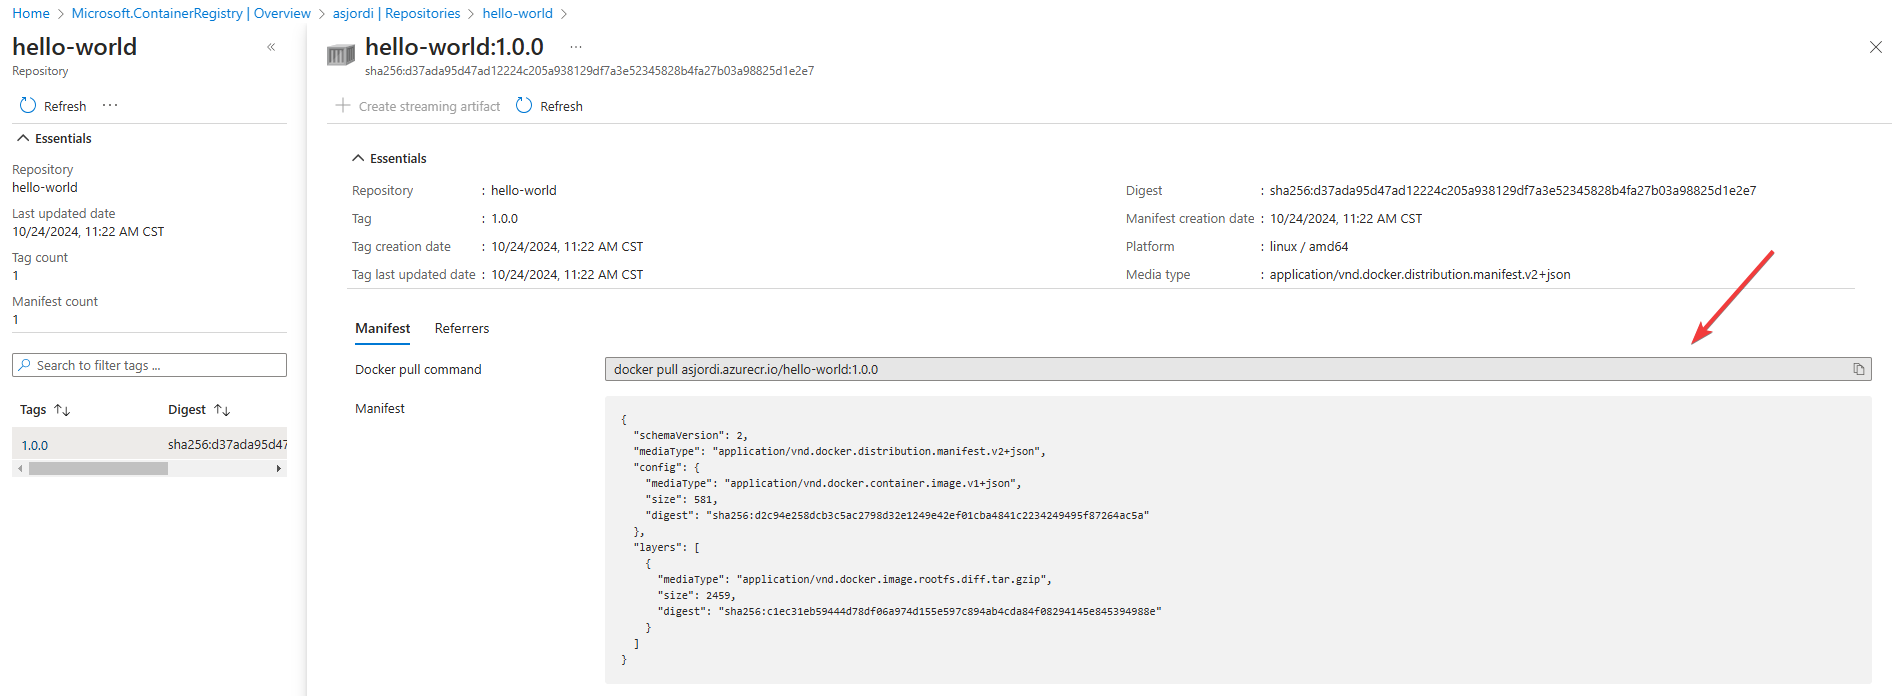 Home > Microsoft.ContainerRegistry | Overview > asjordi | Repositories > hello-world >
hello-world
Repository
Refresh ...
Essentials
Repository
hello-world
Last updated date
10/24/2024, 11:22 AM CST
Tag count
1
Manifest count
1
Search to filter tags ...
Tags Digest
1.0.0 sha256:d37ada95d47
hello-world:1.0.0 ...
sha256:d37ada95d47ad12224c205a938129df7a3e52345828b4fa27b03a98825d1e2e7
Create streaming artifact Refresh
Essentials
Repository : hello-world
Tag : 1.0.0
Tag creation date : 10/24/2024, 11:22 AM CST
Tag last updated date : 10/24/2024, 11:22 AM CST
Digest : sha256:d37ada95d47ad12224c205a938129df7a3e52345828b4fa27b03a98825d1e2e7
Manifest creation date : 10/24/2024, 11:22 AM CST
Platform : linux / amd64
Media type : application/vnd.docker.distribution.manifest.v2+json
Manifest Referrers
Docker pull command docker pull asjordi.azurecr.io/hello-world:1.0.0
Manifest
{
"schemaVersion": 2,
"mediaType": "application/vnd.docker.distribution.manifest.v2+json",
"config": {
"mediaType": "application/vnd.docker.container.image.v1+json",
"size": 581,
"digest": "sha256:d2c94e258dcb3c5ac2798d32e1249e42ef01cba4841c2234249495f87264ac5a"
},
"layers": [
{
"mediaType": "application/vnd.docker.image.rootfs.diff.tar.gzip",
"size": 2459,
"digest": "sha256:c1ec31eb59444d78df06a974d155e597c894ab4cda84f08294145e845394988e"
}
]
}